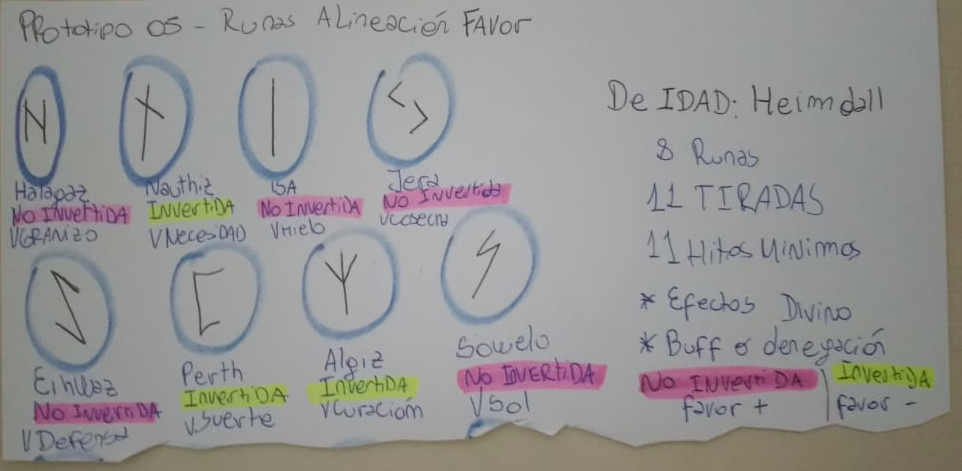 Prototipo 05 - Runas Alineación Favor
Halagaz
No Invertida
VGranizo
Nauthiz
Invertida
VNecesidad
ISA
No Invertida
VHielo
Jera
No Invertida
VCosecha
Eihwaz
No Invertida
VDefensa
Perth
Invertida
VSuerte
Algiz
Invertida
VCuración
Sowelo
No Invertida
VSol
DeIDAD: Heimdall
8 Runas
11 TIRADAS
11 Hitos Minimos
* Efectos Divino
* Buff o denegación
No Invertida
favor +
Invertida
favor -